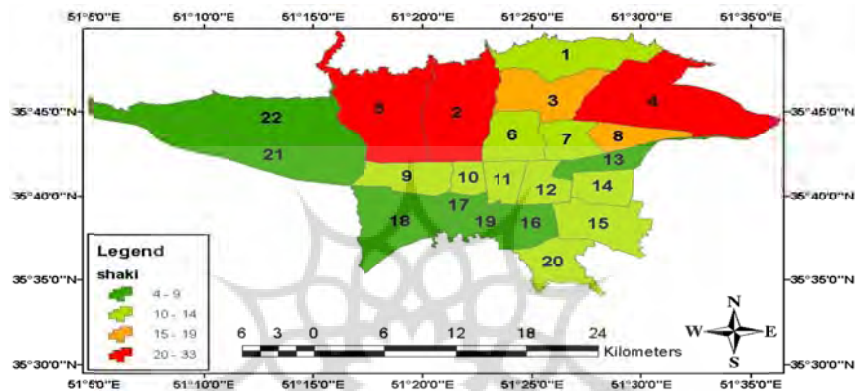 51°5'0"E 51°10'0"E 51°15'0"E 51°20'0"E 51°25'0"E 51°30'0"E 51°35'0"E
35°45'0"N 35°45'0"N
35°40'0"N 35°40'0"N
35°35'0"N 35°35'0"N
35°30'0"N 35°30'0"N
1
5 2 3 4
22 6 7 8
21 13
9 10 11 12 14
18 17 19 16 15
20
Legend
shaki
4 - 9
10 - 14
15 - 19
20 - 33
6 3 0 6 12 18 24
Kilometers
N
W E
S
51°5'0"E 51°10'0"E 51°15'0"E 51°20'0"E 51°25'0"E 51°30'0"E 51°35'0"E